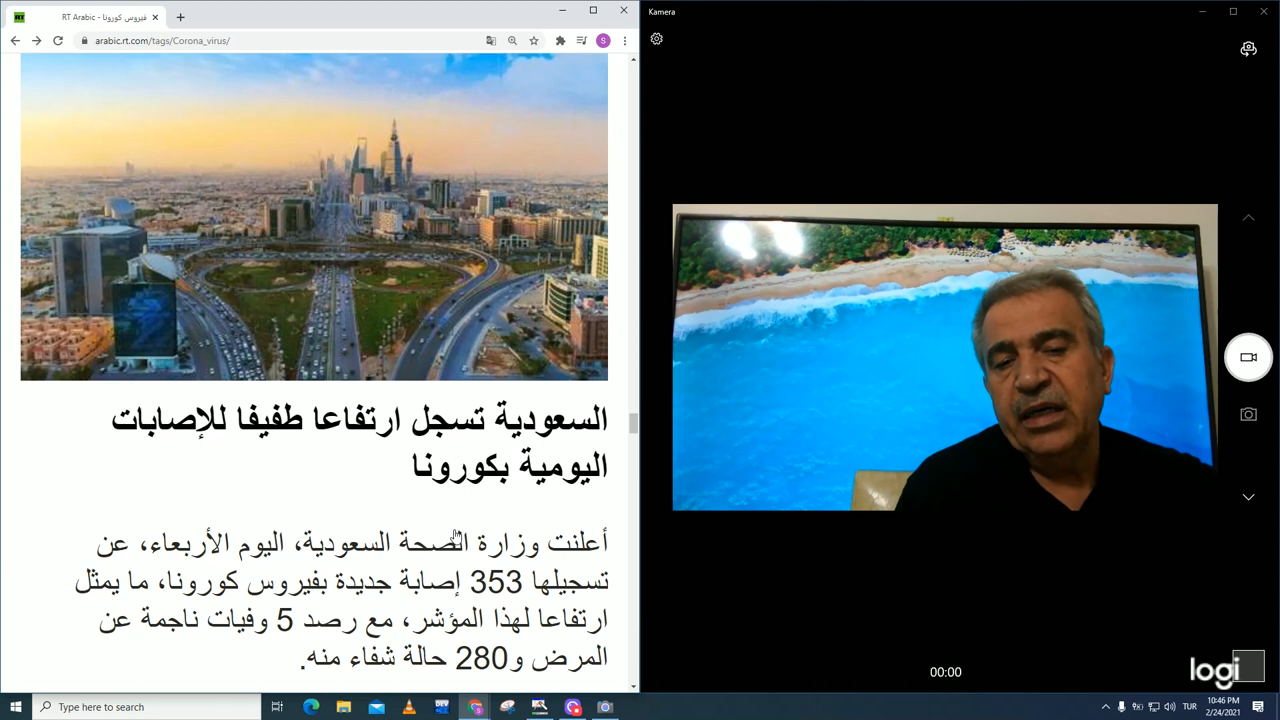 فيروس كورونا - RT Arabic
arabic.rt.com/tags/Corona_virus/
السعودية تسجل ارتفاعا طفيفا للإصابات
اليومية بكورونا
أعلنت وزارة الصحة السعودية، اليوم الأربعاء، عن
تسجيلها 353 إصابة جديدة بفيروس كورونا، ما يمثل
ارتفاعا لهذا المؤشر، مع رصد 5 وفيات ناجمة عن
المرض و280 حالة شفاء منه.
Kamera
00:00
logi
Type here to search
TUR
10:46 PM
2/24/2021